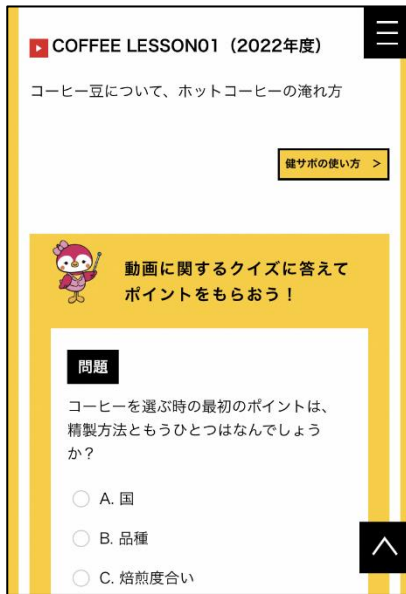 COFFEE LESSON01（2022年度）
コーヒー豆について、ホットコーヒーの淹れ方
健サポの使い方 ＞
動画に関するクイズに答えて
ポイントをもらおう！
問題
コーヒーを選ぶ時の最初のポイントは、
精製方法ともうひとつはなんでしょう
か？
A. 国
B. 品種
C. 焙煎度合い